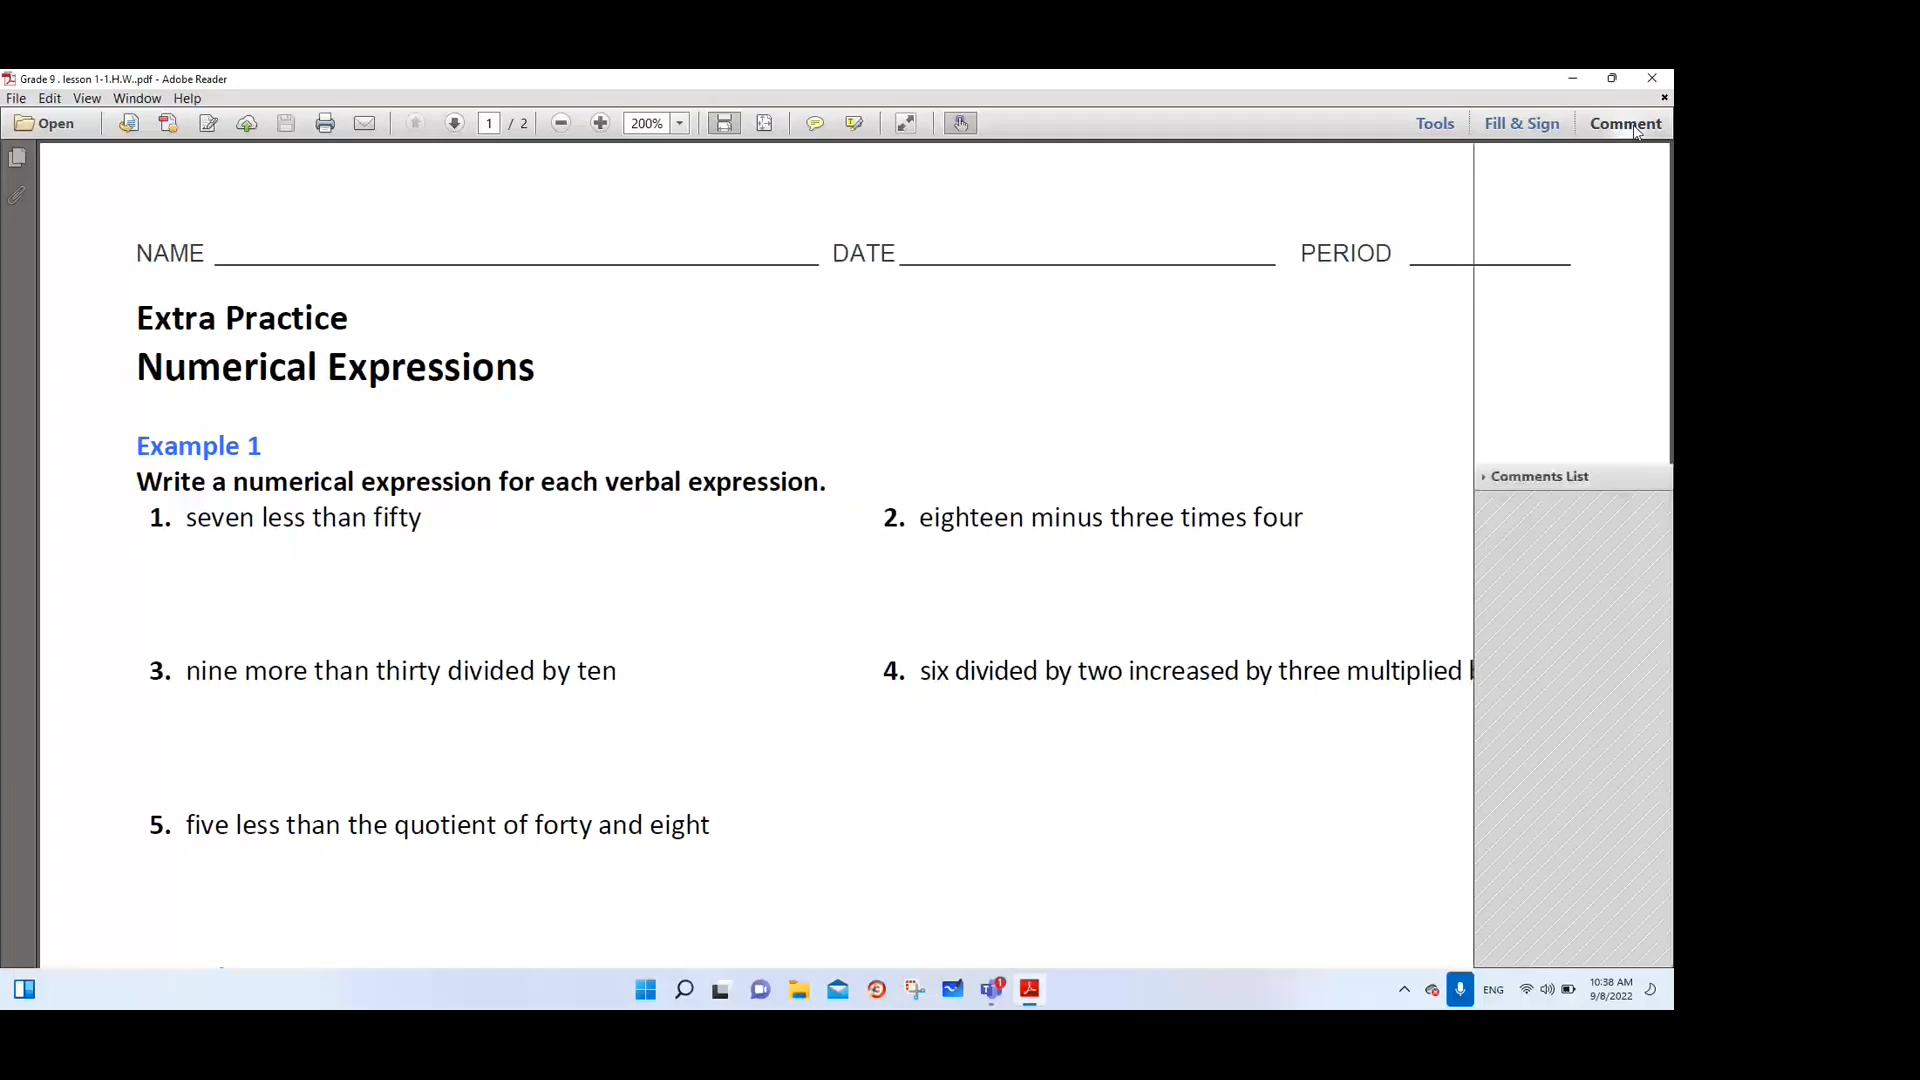 Grade 9 . lesson 1-1.H.W..pdf - Adobe Reader
File Edit View Window Help
Open 1 / 2 200% Tools Fill & Sign Comment
NAME DATE PERIOD
Extra Practice
Numerical Expressions
Example 1
Write a numerical expression for each verbal expression.
Comments List
1. seven less than fifty 2. eighteen minus three times four
3. nine more than thirty divided by ten 4. six divided by two increased by three multiplied
5. five less than the quotient of forty and eight
ENG 10:38 AM
9/8/2022